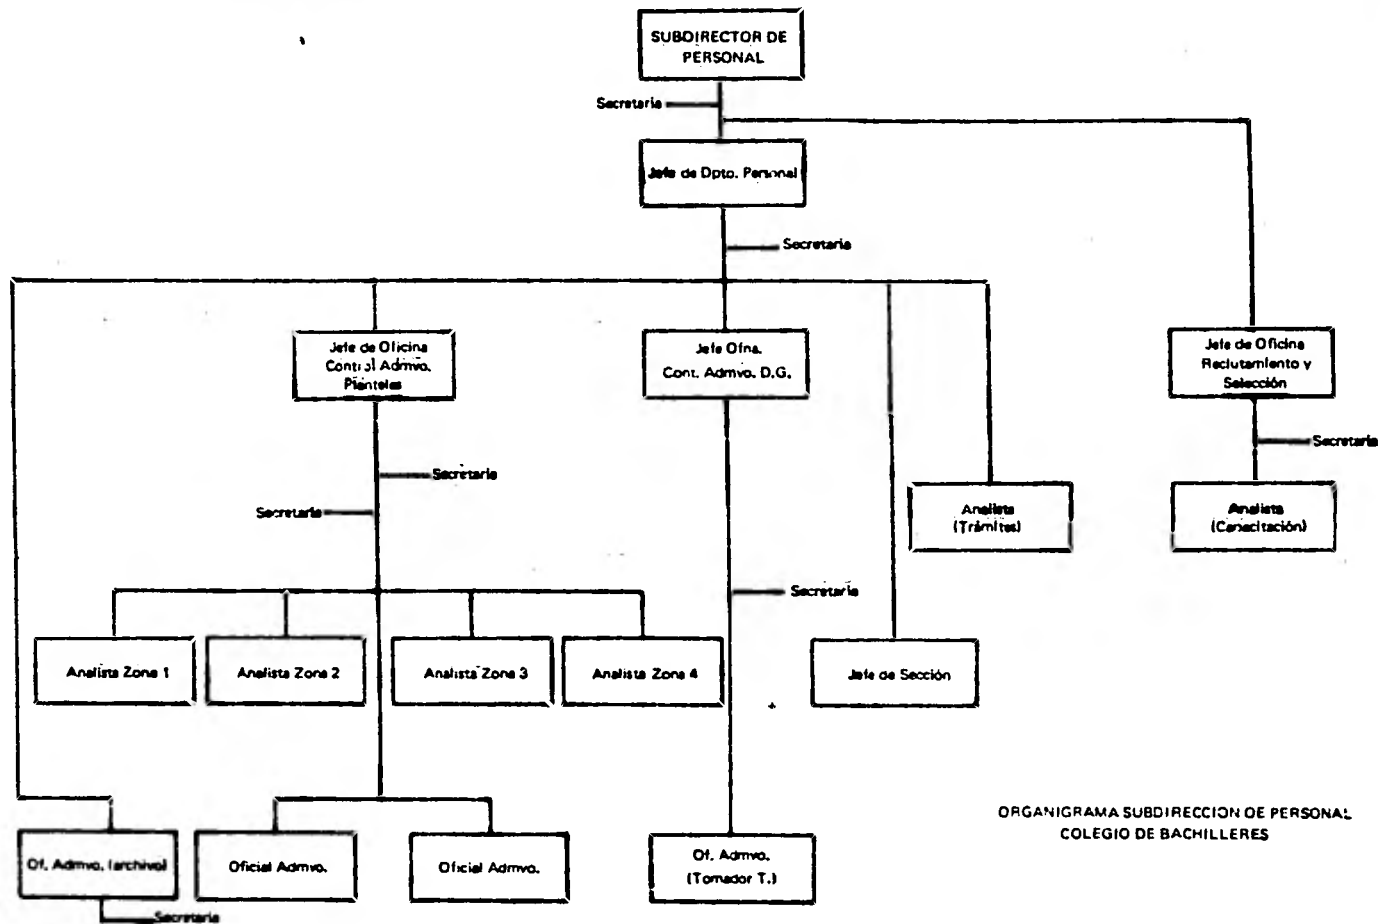 SUBDIRECTOR DE
PERSONAL
Secretaria
Jefe de Dpto. Personal
Secretaria
Jefe de Oficina
Control Admvo.
Planteles
Jefe Ofna.
Cont. Admvo. D.G.
Jefe de Oficina
Reclutamiento y
Selección
Secretaria
Secretaria
Secretaria
Analista
(Trámites)
Analista
(Capacitación)
Secretaria
Analista Zona 1
Analista Zona 2
Analista Zona 3
Analista Zona 4
Jefe de Sección
ORGANIGRAMA SUBDIRECCION DE PERSONAL
COLEGIO DE BACHILLERES
Of. Admvo. (archivo)
Oficial Admvo.
Oficial Admvo.
Of. Admvo.
(Tomador T.)
Secretaria